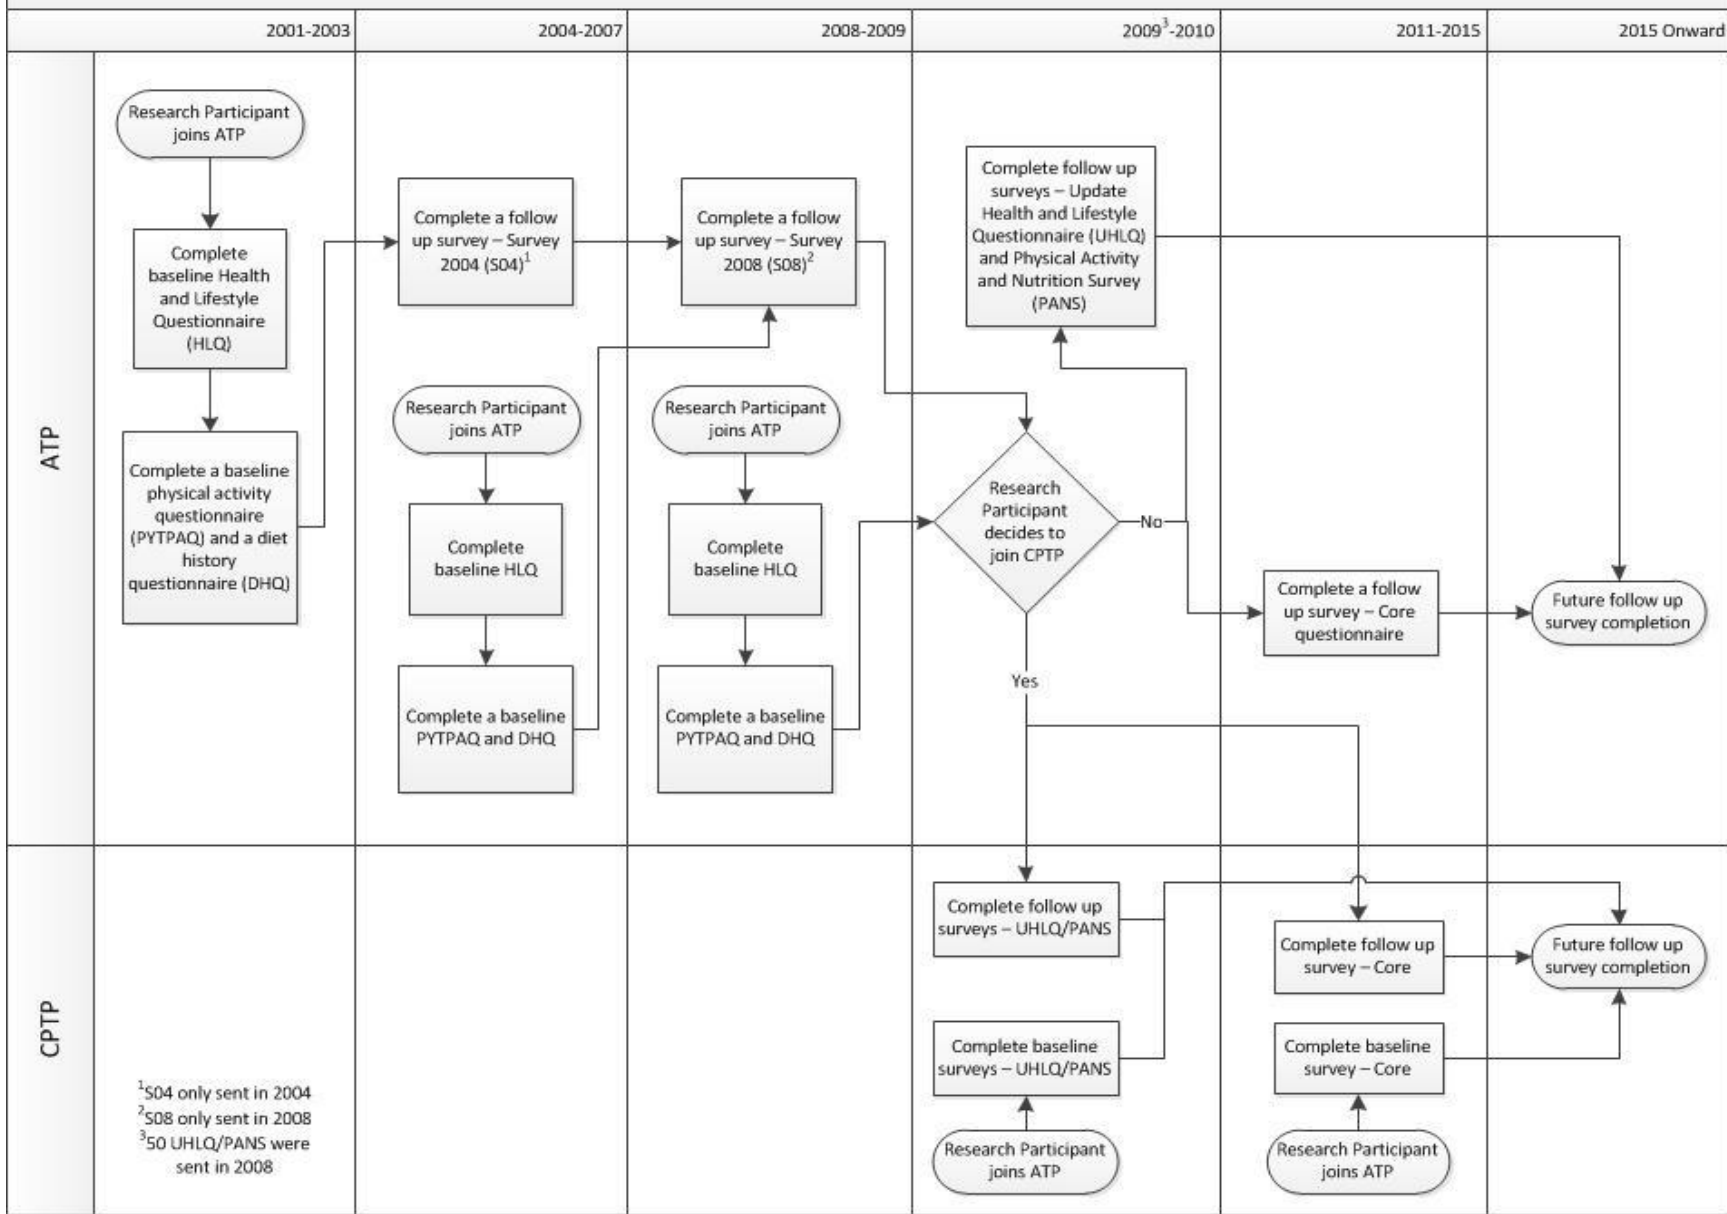 2001-2003
2004-2007
2008-2009
2009³-2010
2011-2015
2015 Onward
ATP
Research Participant
joins ATP
Complete
baseline Health
and Lifestyle
Questionnaire
(HLQ)
Complete a baseline
physical activity
questionnaire
(PYTPAQ) and a diet
history
questionnaire (DHQ)
Complete a follow
up survey – Survey
2004 (S04)¹
Research Participant
joins ATP
Complete
baseline HLQ
Complete a baseline
PYTPAQ and DHQ
Complete a follow
up survey – Survey
2008 (S08)²
Research Participant
joins ATP
Complete
baseline HLQ
Complete a baseline
PYTPAQ and DHQ
Complete follow up
surveys – Update
Health and Lifestyle
Questionnaire (UHLQ)
and Physical Activity
and Nutrition Survey
(PANS)
Research
Participant
decides to
join CPTP
No
Yes
Complete a follow
up survey – Core
questionnaire
Future follow up
survey completion
CPTP
¹S04 only sent in 2004
²S08 only sent in 2008
³50 UHLQ/PANS were
sent in 2008
Complete follow up
surveys – UHLQ/PANS
Complete baseline
surveys – UHLQ/PANS
Research Participant
joins ATP
Complete follow up
survey – Core
Complete baseline
survey – Core
Research Participant
joins ATP
Future follow up
survey completion